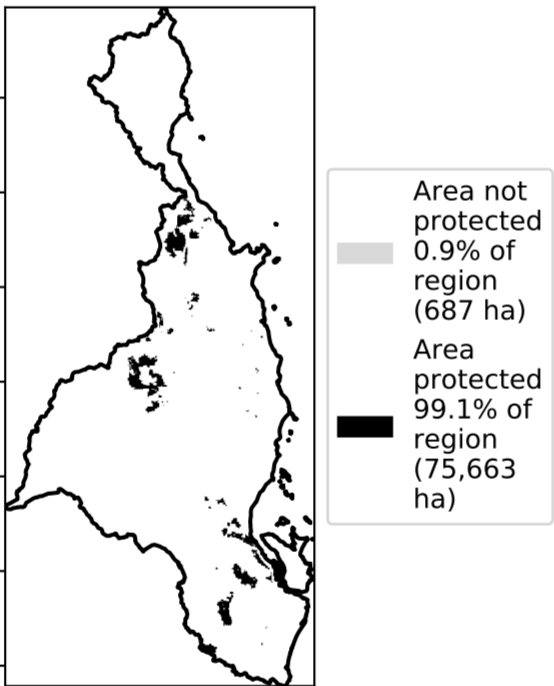 Area not
protected
0.9% of
region
(687 ha)
Area
protected
99.1% of
region
(75,663
ha)